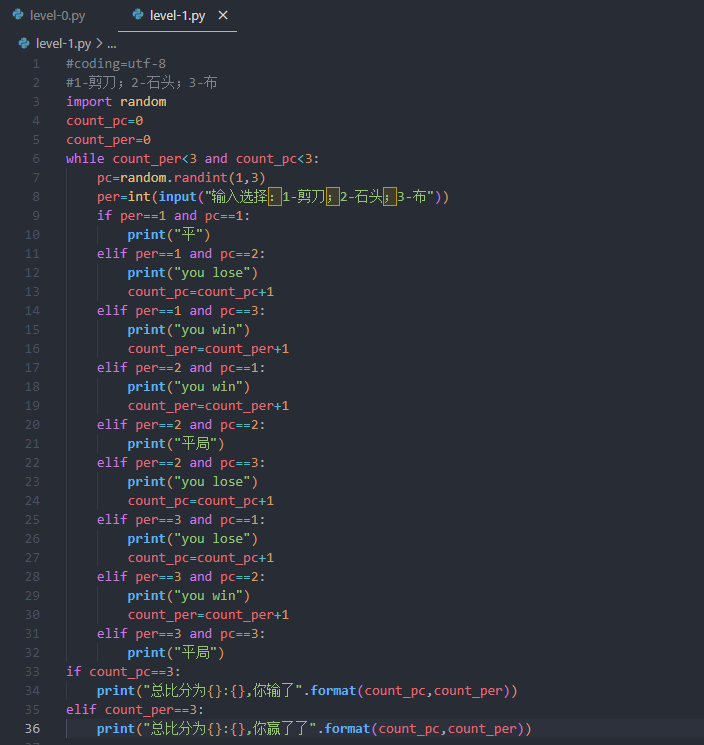 level-0.py level-1.py
level-1.py > ...
1 #coding=utf-8
2 #1-剪刀；2-石头；3-布
3 import random
4 count_pc=0
5 count_per=0
6 while count_per<3 and count_pc<3:
7 pc=random.randint(1,3)
8 per=int(input("输入选择：1-剪刀；2-石头；3-布"))
9 if per==1 and pc==1:
10 print("平")
11 elif per==1 and pc==2:
12 print("you lose")
13 count_pc=count_pc+1
14 elif per==1 and pc==3:
15 print("you win")
16 count_per=count_per+1
17 elif per==2 and pc==1:
18 print("you win")
19 count_per=count_per+1
20 elif per==2 and pc==2:
21 print("平局")
22 elif per==2 and pc==3:
23 print("you lose")
24 count_pc=count_pc+1
25 elif per==3 and pc==1:
26 print("you lose")
27 count_pc=count_pc+1
28 elif per==3 and pc==2:
29 print("you win")
30 count_per=count_per+1
31 elif per==3 and pc==3:
32 print("平局")
33 if count_pc==3:
34 print("总比分为{}:{},你输了".format(count_pc,count_per))
35 elif count_per==3:
36 print("总比分为{}:{},你赢了了".format(count_pc,count_per))